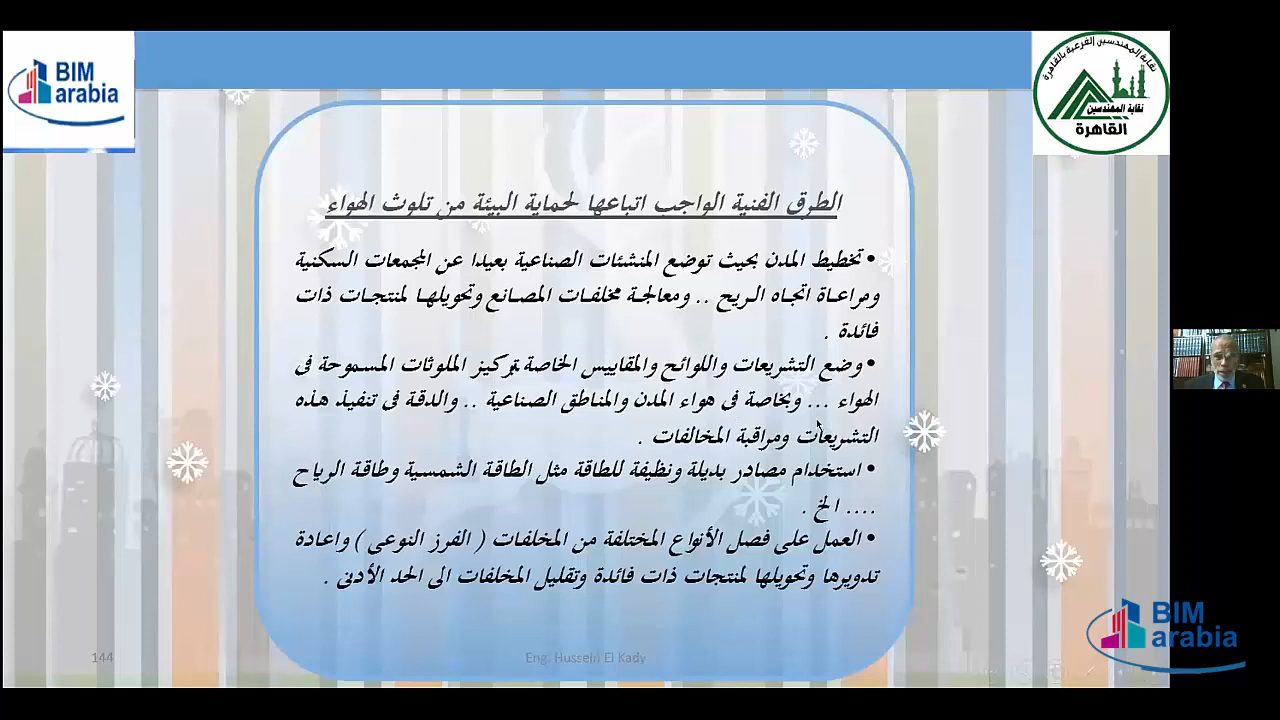 BIM
arabia
نقابة المهندسين الفرعية بالقاهرة
نقابة المهندسين
القاهرة
الطرق الفنية الواجب اتباعها لحماية البيئة من تلوث الهواء
• تخطيط المدن بحيث توضع المنشئات الصناعية بعيدا عن المجمعات السكنية
ومراعاة اتجاه الريح .. ومعالجة مخلفات المصانع وتحويلها لمنتجات ذات
فائدة .
• وضع التشريعات واللوائح والمقاييس الخاصة بتركيز الملوثات المسموحة فى
الهواء ... وبخاصة فى هواء المدن والمناطق الصناعية .. والدقة فى تنفيذ هذه
التشريعات ومراقبة المخالفات .
• استخدام مصادر بديلة ونظيفة للطاقة مثل الطاقة الشمسية وطاقة الرياح
.... الخ .
• العمل على فصل الأنواع المختلفة من المخلفات ( الفرز النوعى ) واعادة
تدويرها وتحويلها لمنتجات ذات فائدة وتقليل المخلفات الى الحد الأدنى .
144
Eng. Hussein El Kady
BIM
arabia